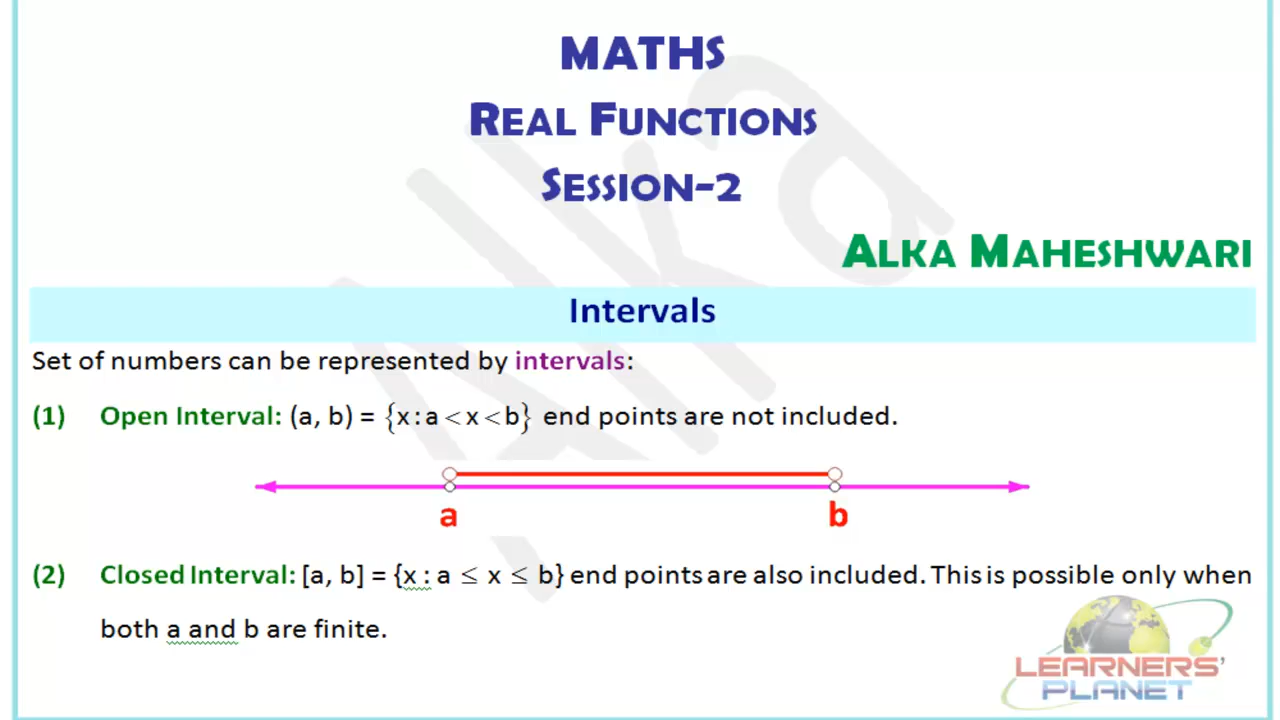 MATHS
REAL FUNCTIONS
SESSION-2
ALKA MAHESHWARI
Intervals
Set of numbers can be represented by intervals:
(1) Open Interval: (a, b) = {x : a < x < b} end points are not included.
a b
(2) Closed Interval: [a, b] = {x : a ≤ x ≤ b} end points are also included. This is possible only when
both a and b are finite.
LEARNERS'
PLANET
Alka